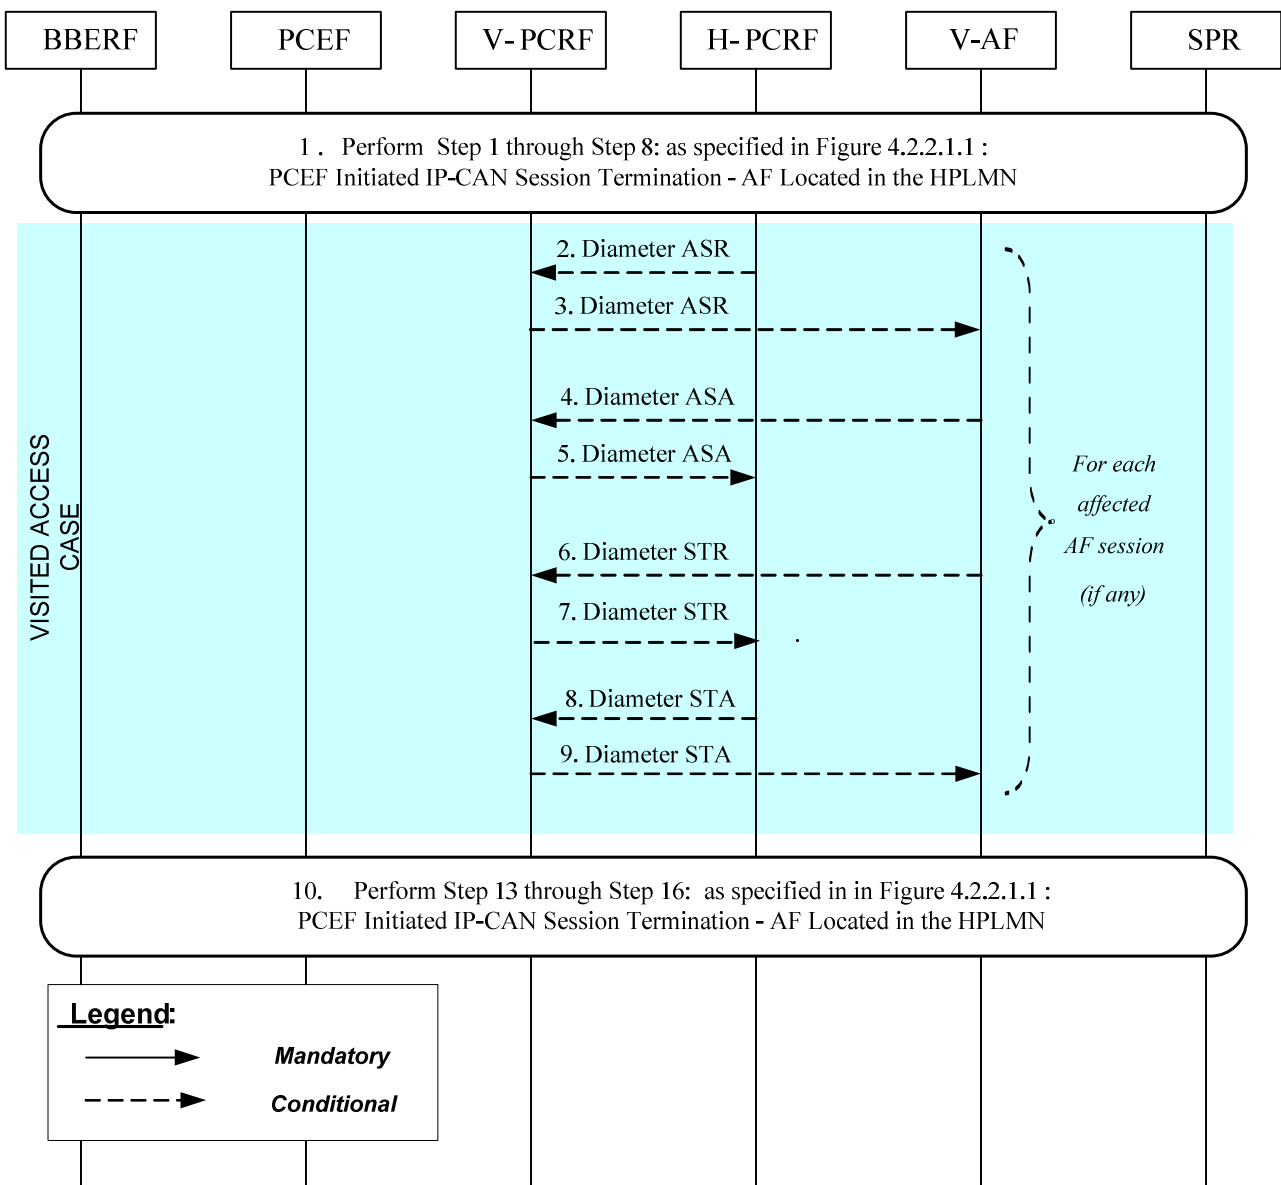 BBERF
PCEF
V-PCRF
H-PCRF
V-AF
SPR
1. Perform Step 1 through Step 8: as specified in Figure 4.2.2.1.1 :
PCEF Initiated IP-CAN Session Termination - AF Located in the HPLMN
VISITED ACCESS
CASE
2. Diameter ASR
3. Diameter ASR
4. Diameter ASA
5. Diameter ASA
6. Diameter STR
7. Diameter STR
8. Diameter STA
9. Diameter STA
For each
affected
AF session
(if any)
10. Perform Step 13 through Step 16: as specified in in Figure 4.2.2.1.1 :
PCEF Initiated IP-CAN Session Termination - AF Located in the HPLMN
Legend:
Mandatory
Conditional